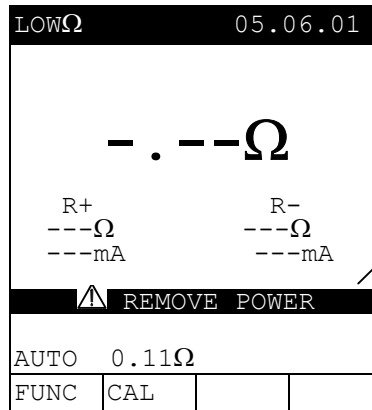 LOWΩ 05.06.01
-.--Ω
R+ R-
---Ω ---Ω
---mA ---mA
⚠ REMOVE POWER
AUTO 0.11Ω
FUNC CAL